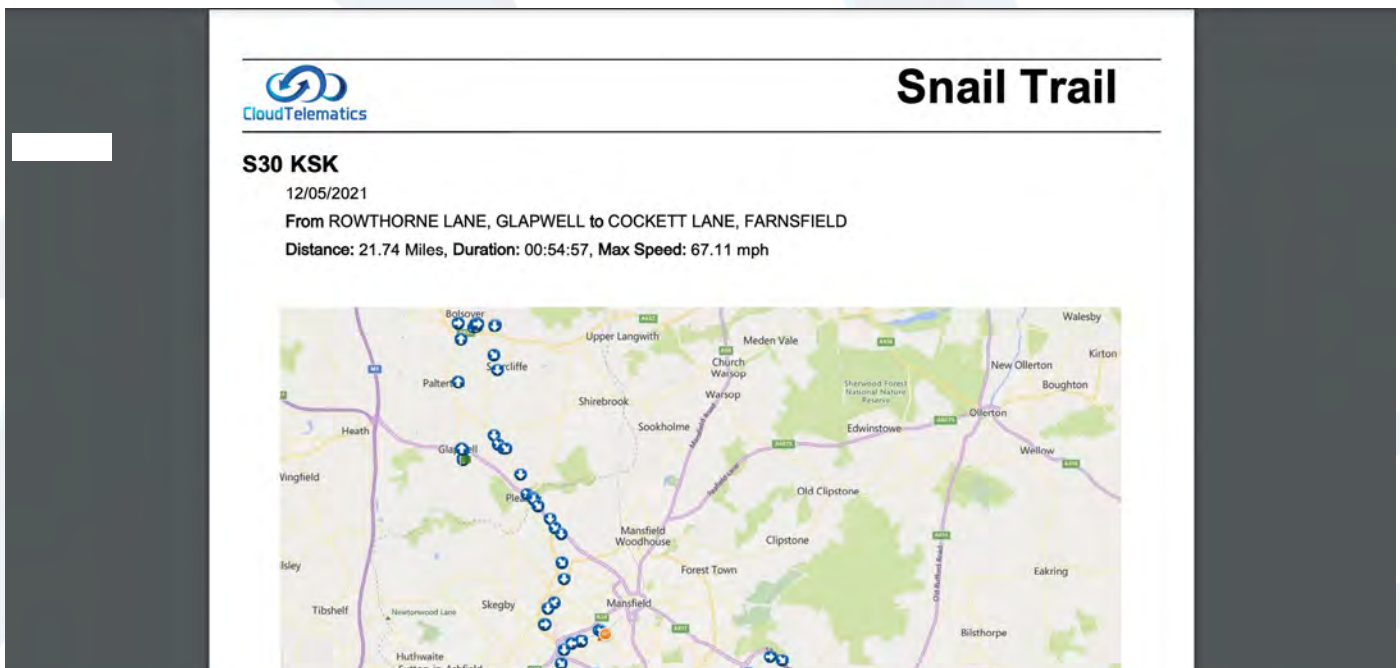 CloudTelematics
Snail Trail
S30 KSK
12/05/2021
From ROWTHORNE LANE, GLAPWELL to COCKETT LANE, FARNSFIELD
Distance: 21.74 Miles, Duration: 00:54:57, Max Speed: 67.11 mph
Bolsover
Walesby
Upper Langwith
Meden Vale
Kirton
Church
Warsop
New Ollerton
Sherwood Forest
National Nature
Reserve
Boughton
Warsop
Shirebrook
Ollerton
Sookholme
Edwinstowe
Heath
Wellow
Old Clipstone
Mansfield
Woodhouse
Clipstone
Forest Town
Eakring
Tibshelf
Newtonwood Lane
Skegby
Mansfield
Old Rufford Road
Bilsthorpe
Huthwaite